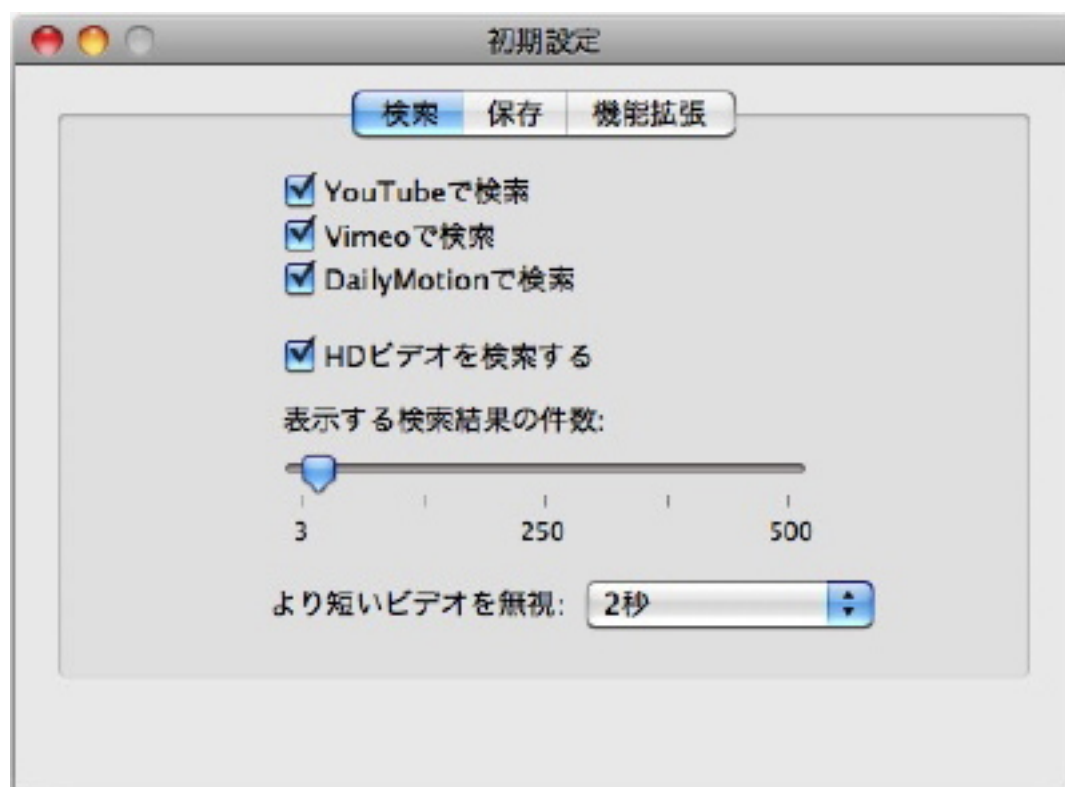 初期設定
検索 保存 機能拡張
YouTubeで検索
Vimeoで検索
DailyMotionで検索
HDビデオを検索する
表示する検索結果の件数:
3 250 500
より短いビデオを無視: 2秒